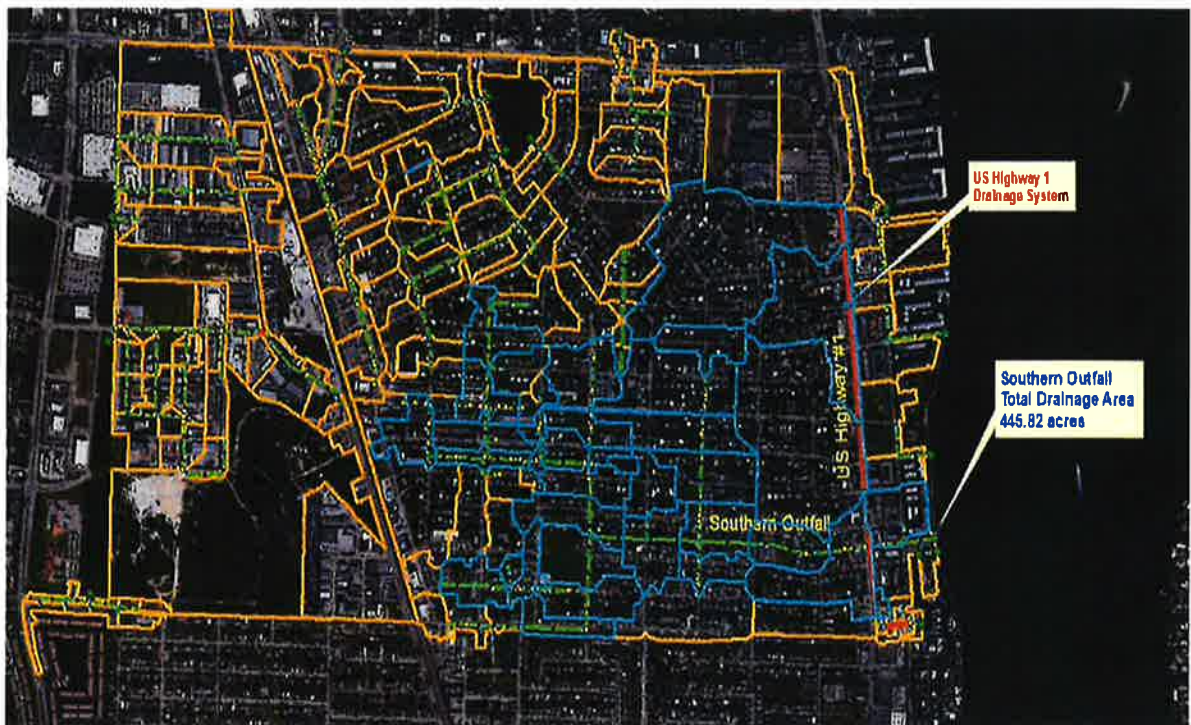 US Highway 1
Drainage System
US Highway #1
Southern Outfall
Total Drainage Area
445.82 acres
Southern Outfall